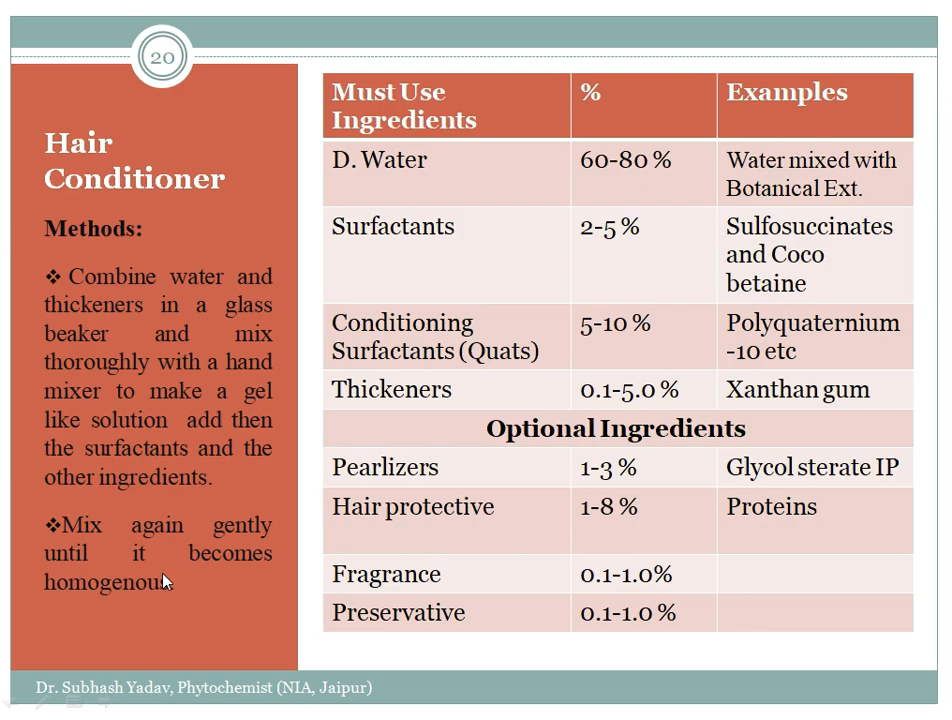 20
Hair
Conditioner
Methods:
❖ Combine water and
thickeners in a glass
beaker and mix
thoroughly with a hand
mixer to make a gel
like solution add then
the surfactants and the
other ingredients.
❖Mix again gently
until it becomes
homogenous
Must Use Ingredients % Examples
D. Water 60-80 % Water mixed with Botanical Ext.
Surfactants 2-5 % Sulfosuccinates and Coco betaine
Conditioning Surfactants (Quats) 5-10 % Polyquaternium -10 etc
Thickeners 0.1-5.0 % Xanthan gum
Optional Ingredients
Pearlizers 1-3 % Glycol sterate IP
Hair protective 1-8 % Proteins
Fragrance 0.1-1.0%
Preservative 0.1-1.0 %
Dr. Subhash Yadav, Phytochemist (NIA, Jaipur)